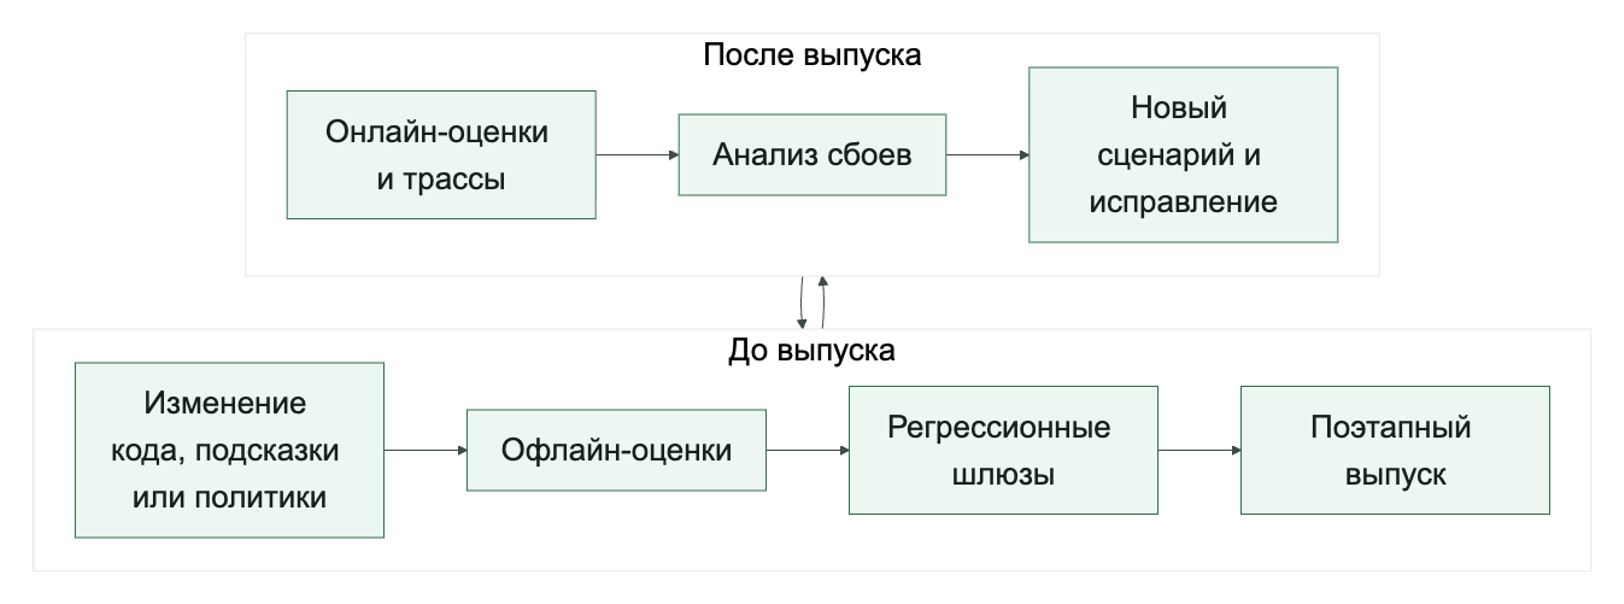 После выпуска
Онлайн-оценки
и трассы
Анализ сбоев
Новый
сценарий и
исправление
До выпуска
Изменение
кода, подсказки
или политики
Офлайн-оценки
Регрессионные
шлюзы
Поэтапный
выпуск